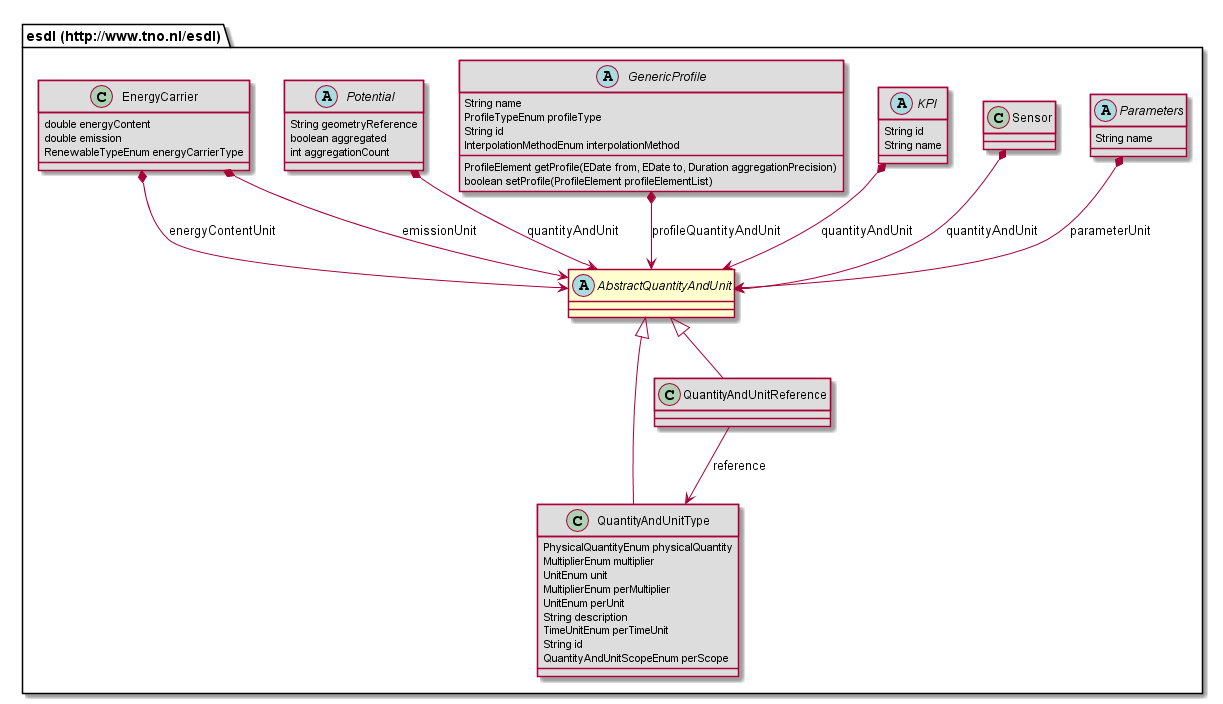 esdl (http://www.tno.nl/esdl)
C EnergyCarrier
double energyContent
double emission
RenewableTypeEnum energyCarrierType
A Potential
String geometryReference
boolean aggregated
int aggregationCount
A GenericProfile
String name
ProfileTypeEnum profileType
String id
InterpolationMethodEnum interpolationMethod
ProfileElement getProfile(EDate from, EDate to, Duration aggregationPrecision)
boolean setProfile(ProfileElement profileElementList)
A KPI
String id
String name
C Sensor
A Parameters
String name
energyContentUnit
emissionUnit
quantityAndUnit
profileQuantityAndUnit
quantityAndUnit
quantityAndUnit
parameterUnit
A AbstractQuantityAndUnit
C QuantityAndUnitReference
reference
C QuantityAndUnitType
PhysicalQuantityEnum physicalQuantity
MultiplierEnum multiplier
UnitEnum unit
MultiplierEnum perMultiplier
UnitEnum perUnit
String description
TimeUnitEnum perTimeUnit
String id
QuantityAndUnitScopeEnum perScope